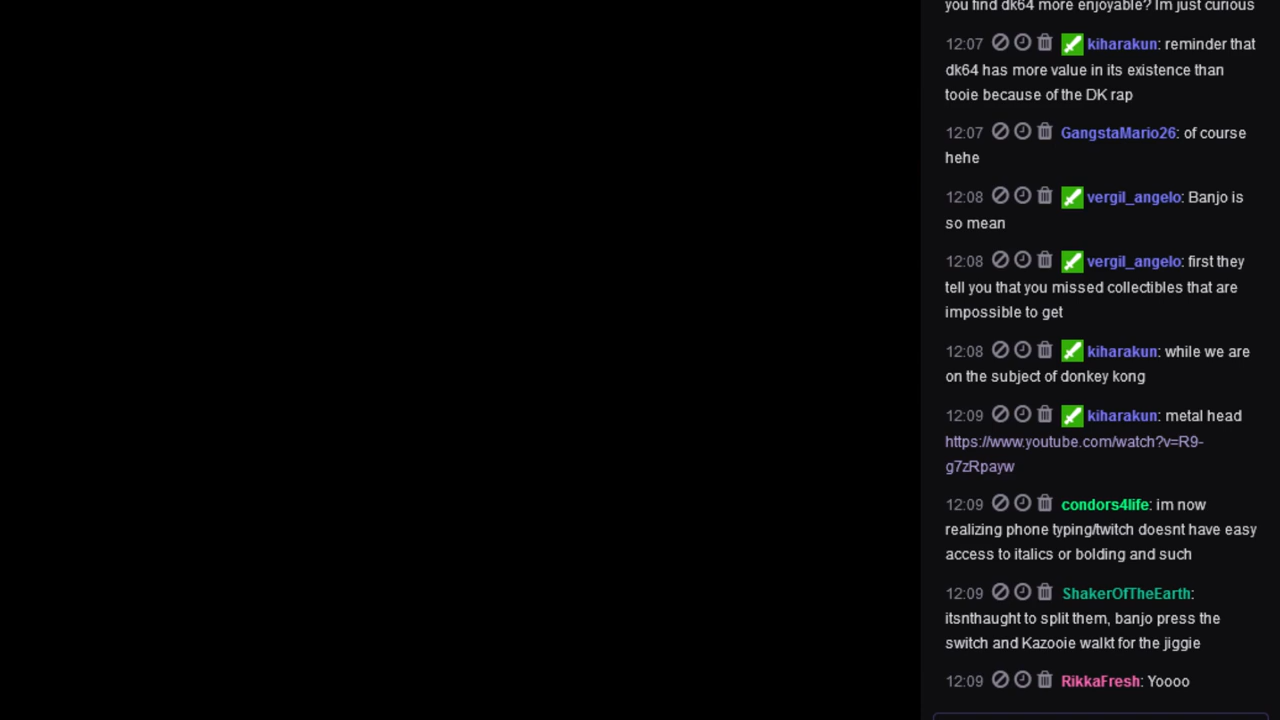 you find dk64 more enjoyable? Im just curious
12:07 kiharakun: reminder that
dk64 has more value in its existence than
tooie because of the DK rap
12:07 GangstaMario26: of course
hehe
12:08 vergil_angelo: Banjo is
so mean
12:08 vergil_angelo: first they
tell you that you missed collectibles that are
impossible to get
12:08 kiharakun: while we are
on the subject of donkey kong
12:09 kiharakun: metal head
https://www.youtube.com/watch?v=R9-
g7zRpayw
12:09 condors4life: im now
realizing phone typing/twitch doesnt have easy
access to italics or bolding and such
12:09 ShakerOfTheEarth:
itsnthaught to split them, banjo press the
switch and Kazooie walkt for the jiggie
12:09 RikkaFresh: Yoooo